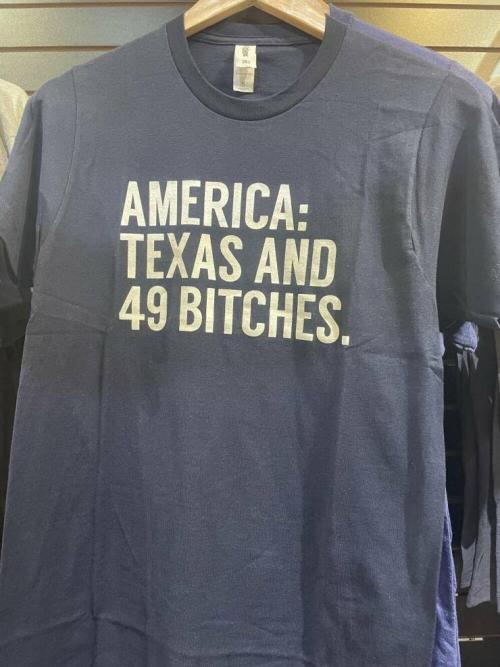 AMERICA:
TEXAS AND
49 BITCHES.